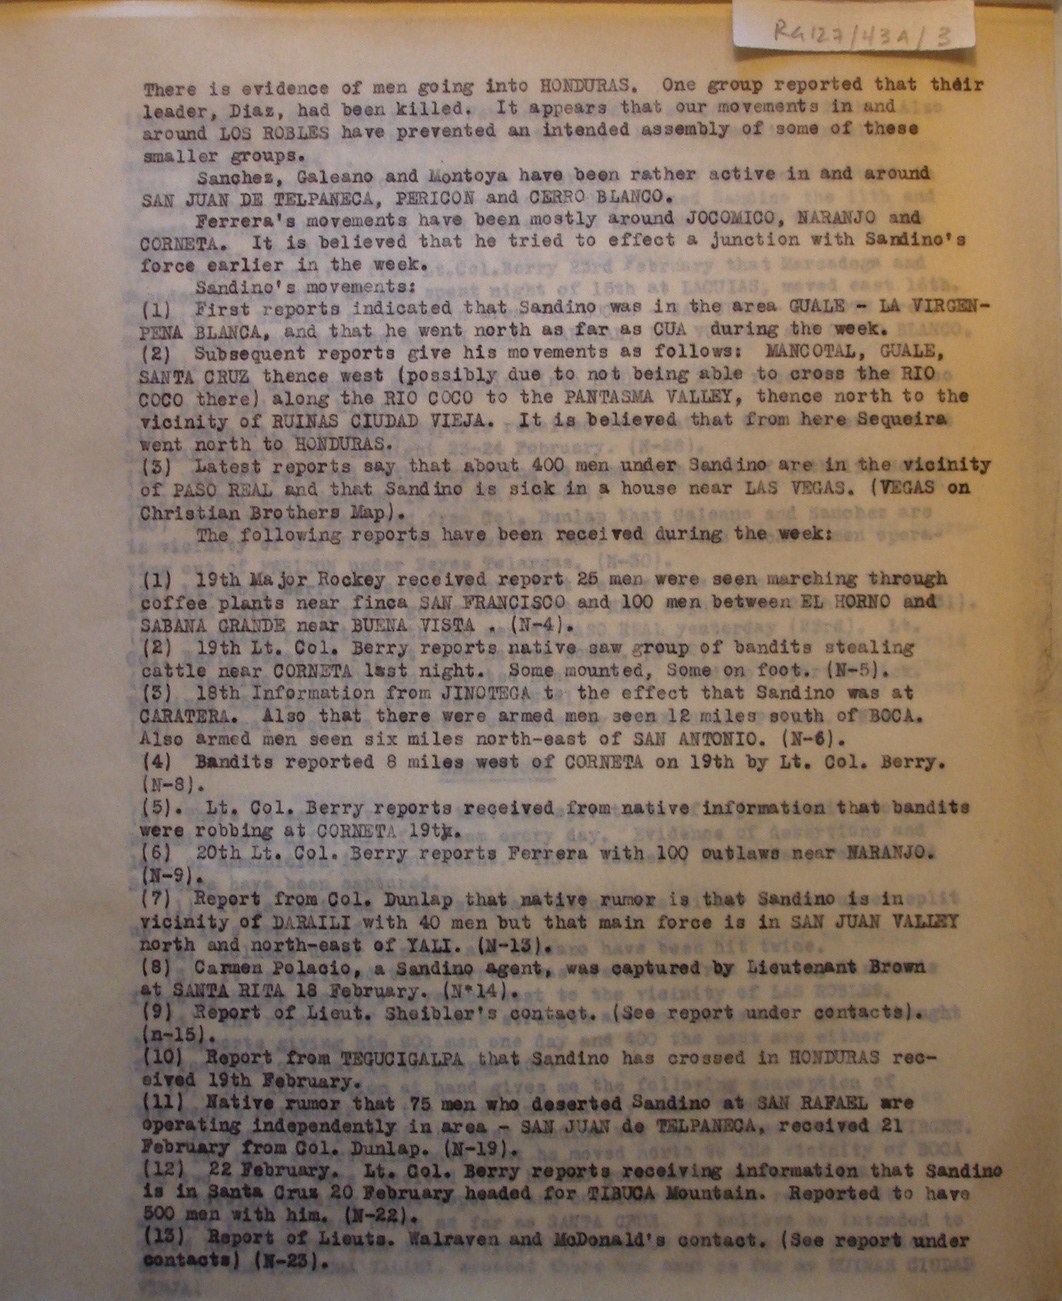 RG127/43A/3
There is evidence of men going into HONDURAS. One group reported that their
leader, Diaz, had been killed. It appears that our movements in and
around LOS ROBLES have prevented an intended assembly of some of these
smaller groups.
Sanchez, Galeano and Montoya have been rather active in and around
SAN JUAN DE TELPANECA, PERICON and CERRO BLANCO.
Ferrera's movements have been mostly around JOCOMICO, NARANJO and
CORNETA. It is believed that he tried to effect a junction with Sandino's
force earlier in the week.
Sandino's movements:
(1) First reports indicated that Sandino was in the area GUALE - LA VIRGEN-
PENA BLANCA, and that he went north as far as CUA during the week.
(2) Subsequent reports give his movements as follows: MANCOTAL, GUALE,
SANTA CRUZ thence west (possibly due to not being able to cross the RIO
COCO there) along the RIO COCO to the PANTASMA VALLEY, thence north to the
vicinity of RUINAS CIUDAD VIEJA. It is believed that from here Sequeira
went north to HONDURAS.
(3) Latest reports say that about 400 men under Sandino are in the vicinity
of PASO REAL and that Sandino is sick in a house near LAS VEGAS. (VEGAS on
Christian Brothers Map).
The following reports have been received during the week:
(1) 19th Major Rockey received report 25 men were seen marching through
coffee plants near finca SAN FRANCISCO and 100 men between EL HORNO and
SABANA GRANDE near BUENA VISTA . (N-4).
(2) 19th Lt. Col. Berry reports native saw group of bandits stealing
cattle near CORNETA last night. Some mounted, Some on foot. (N-5).
(3) 18th Information from JINOTEGA t the effect that Sandino was at
CARATERA. Also that there were armed men seen 12 miles south of BOCA.
Also armed men seen six miles north-east of SAN ANTONIO. (N-6).
(4) Bandits reported 8 miles west of CORNETA on 19th by Lt. Col. Berry.
(N-8).
(5). Lt. Col. Berry reports received from native information that bandits
were robbing at CORNETA 19th.
(6) 20th Lt. Col. Berry reports Ferrera with 100 outlaws near NARANJO.
(N-9).
(7) Report from Col. Dunlap that native rumor is that Sandino is in
vicinity of DARAILI with 40 men but that main force is in SAN JUAN VALLEY
north and north-east of YALI. (N-13).
(8) Carmen Polacio, a Sandino agent, was captured by Lieutenant Brown
at SANTA RITA 18 February. (N*14).
(9) Report of Lieut. Sheibler's contact. (See report under contacts).
(n-15).
(10) Report from TEGUCIGALPA that Sandino has crossed in HONDURAS rec-
eived 19th February.
(11) Native rumor that 75 men who deserted Sandino at SAN RAFAEL are
operating independently in area - SAN JUAN de TELPANECA, received 21
February from Col. Dunlap. (N-19).
(12) 22 February. Lt. Col. Berry reports receiving information that Sandino
is in Santa Cruz 20 February headed for TIBUCA Mountain. Reported to have
500 men with him. (N-22).
(13) Report of Lieuts. Walraven and McDonald's contact. (See report under
contacts) (N-23).